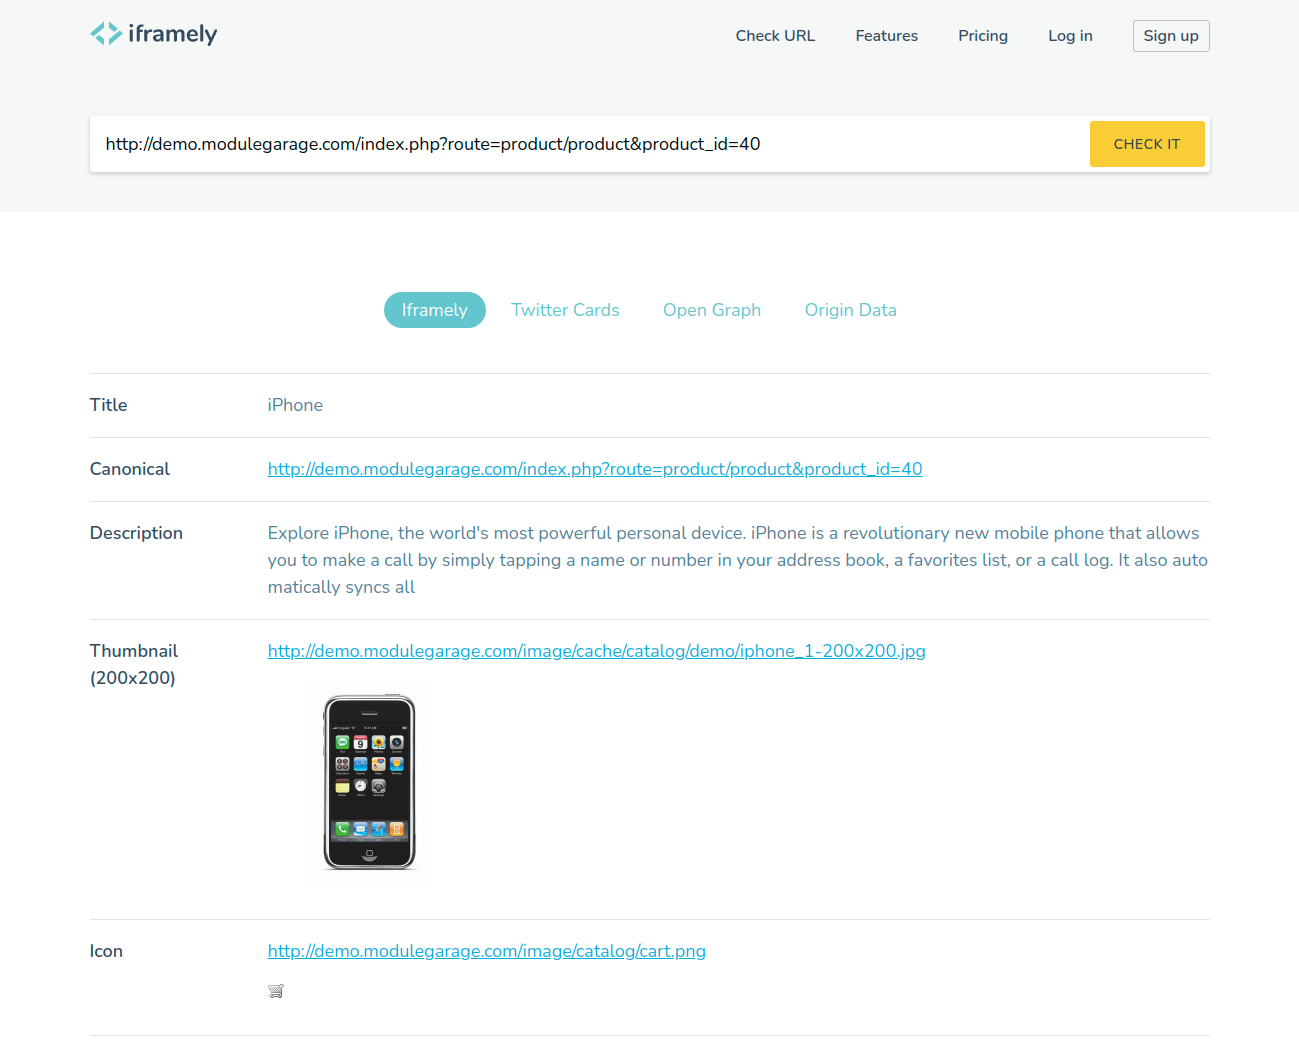 iframely
Check URL Features Pricing Log in Sign up
http://demo.modulegarage.com/index.php?route=product/product&product_id=40 CHECK IT
Iframely Twitter Cards Open Graph Origin Data
Title iPhone
Canonical http://demo.modulegarage.com/index.php?route=product/product&product_id=40
Description Explore iPhone, the world's most powerful personal device. iPhone is a revolutionary new mobile phone that allows
you to make a call by simply tapping a name or number in your address book, a favorites list, or a call log. It also auto
matically syncs all
Thumbnail http://demo.modulegarage.com/image/cache/catalog/demo/iphone_1-200x200.jpg
(200x200)
9
Icon http://demo.modulegarage.com/image/catalog/cart.png